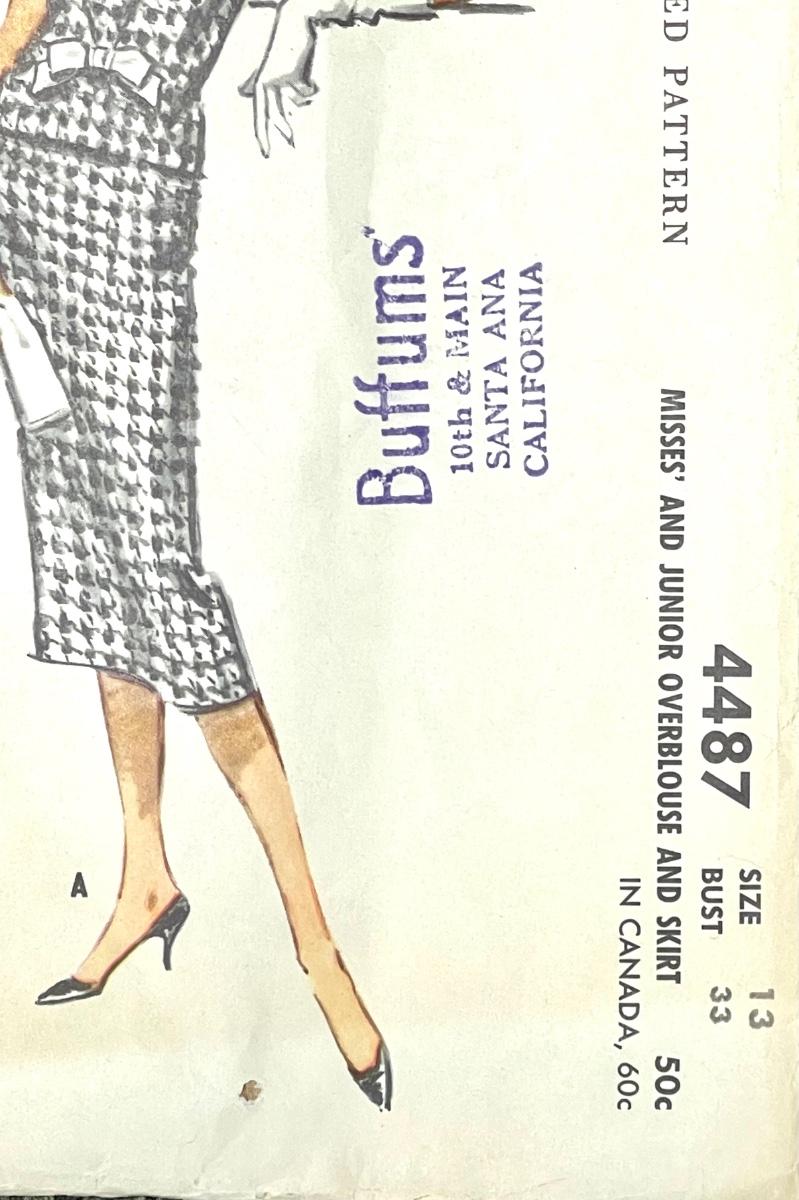 ED PATTERN
Buffums"
10th & MAIN
SANTA ANA
CALIFORNIA
4487 SIZE 13
BUST 33
MISSES' AND JUNIOR OVERBLOUSE AND SKIRT 50c
IN CANADA, 60c
A